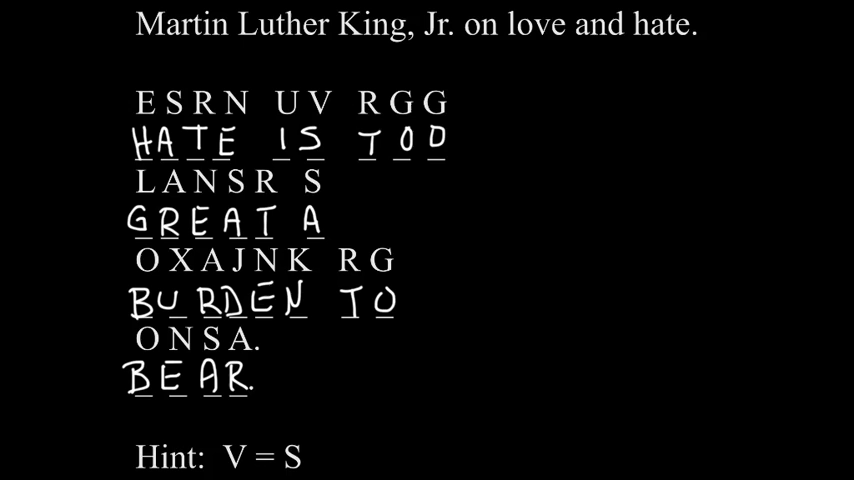 Martin Luther King, Jr. on love and hate.
ESRN UV RGG
HATE IS TOO
LANSR S
GREAT A
OXAJNK RG
BURDEN TO
ONSA.
BEAR.
Hint: V = S